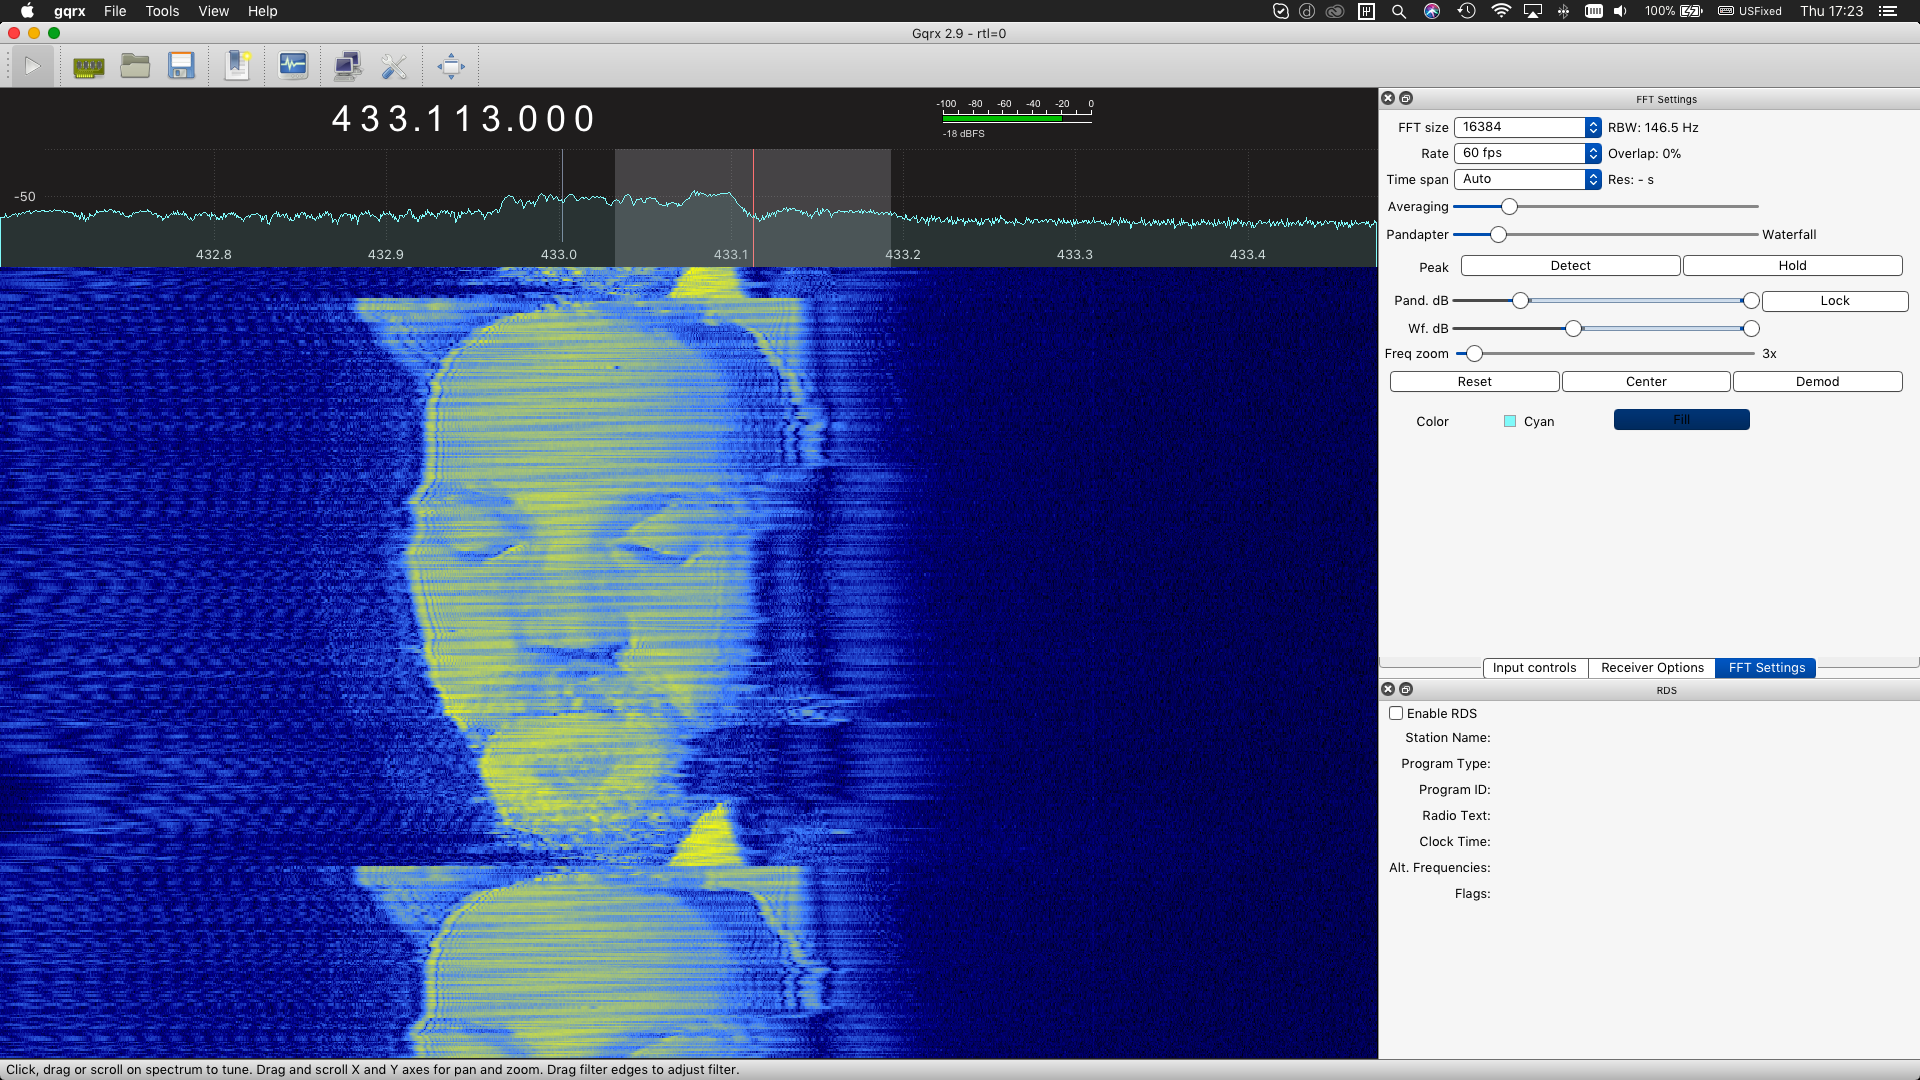 gqrx File Tools View Help 100% USFixed Thu 17:23
Gqrx 2.9 - rtl=0
433.113.000
-100 -80 -60 -40 -20 0
-18 dBFS
-50
432.8 432.9 433.0 433.1 433.2 433.3 433.4
FFT Settings
FFT size 16384 RBW: 146.5 Hz
Rate 60 fps Overlap: 0%
Time span Auto Res: - s
Averaging
Pandapter Waterfall
Peak Detect Hold
Pand. dB Lock
Wf. dB
Freq zoom 3x
Reset Center Demod
Color Cyan Fill
Input controls Receiver Options FFT Settings
RDS
Enable RDS
Station Name:
Program Type:
Program ID:
Radio Text:
Clock Time:
Alt. Frequencies:
Flags:
Click, drag or scroll on spectrum to tune. Drag and scroll X and Y axes for pan and zoom. Drag filter edges to adjust filter.